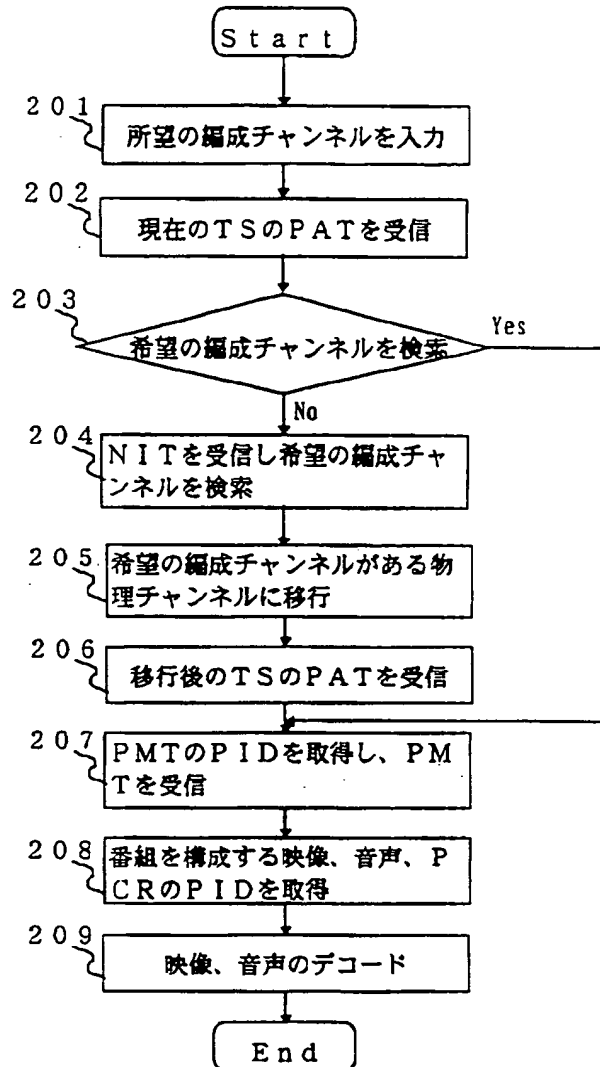 Start
201
所望の編成チャンネルを入力
202
現在のTSのPATを受信
203
希望の編成チャンネルを検索
Yes
No
204
NITを受信し希望の編成チャ
ンネルを検索
205
希望の編成チャンネルがある物
理チャンネルに移行
206
移行後のTSのPATを受信
207
PMTのPIDを取得し、PM
Tを受信
208
番組を構成する映像、音声、P
CRのPIDを取得
209
映像、音声のデコード
End